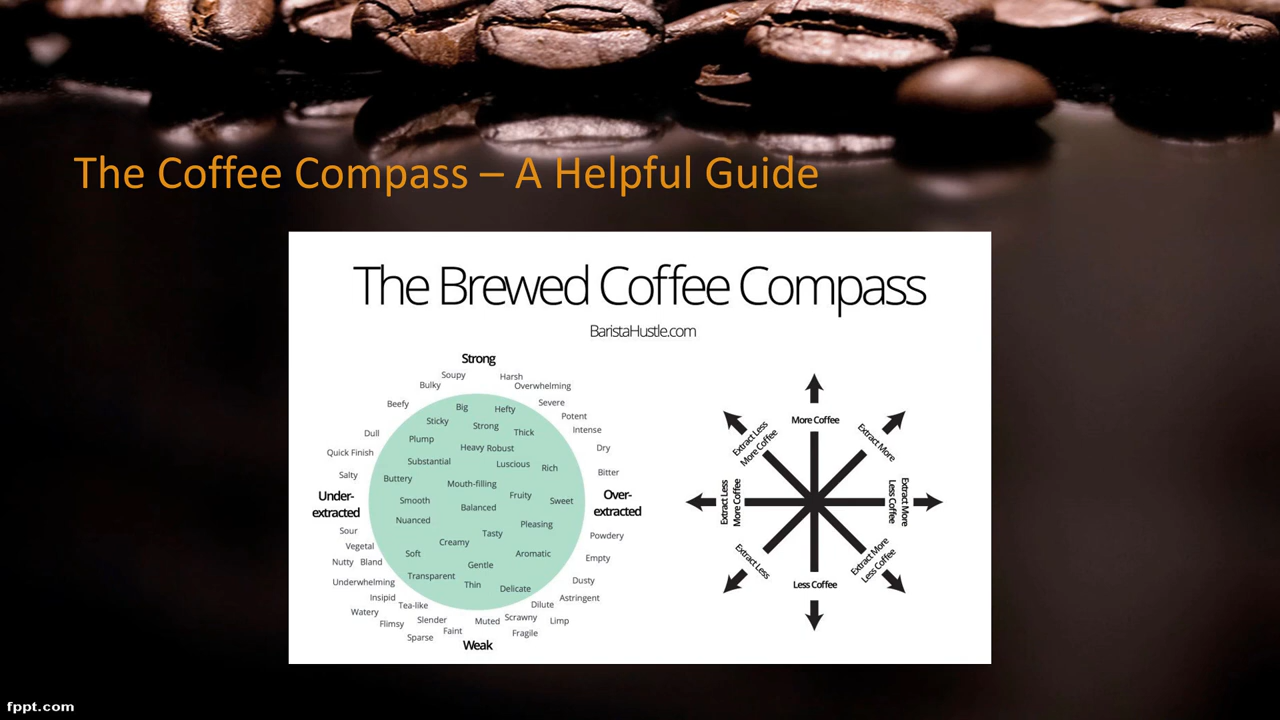 The Coffee Compass – A Helpful Guide
The Brewed Coffee Compass
BaristaHustle.com
Strong
Soupy
Harsh
Bulky
Overwhelming
Beefy
Big
Hefty
Severe
Potent
Sticky
Strong
Intense
Dull
Plump
Thick
Quick Finish
Heavy
Robust
Dry
Substantial
Luscious
Rich
Salty
Buttery
Mouth-filling
Bitter
Under-
extracted
Smooth
Fruity
Sweet
Over-
extracted
Balanced
Nuanced
Pleasing
Sour
Tasty
Powdery
Vegetal
Creamy
Nutty
Bland
Soft
Aromatic
Empty
Gentle
Underwhelming
Transparent
Thin
Delicate
Dusty
Insipid
Tea-like
Dilute
Astringent
Watery
Flimsy
Slender
Muted
Scrawny
Limp
Sparse
Faint
Fragile
Weak
More Coffee
Extract Less
More Coffee
Extract More
Extract Less
More Coffee
Extract More
Less Coffee
Extract Less
Extract More
Less Coffee
Less Coffee
fppt.com